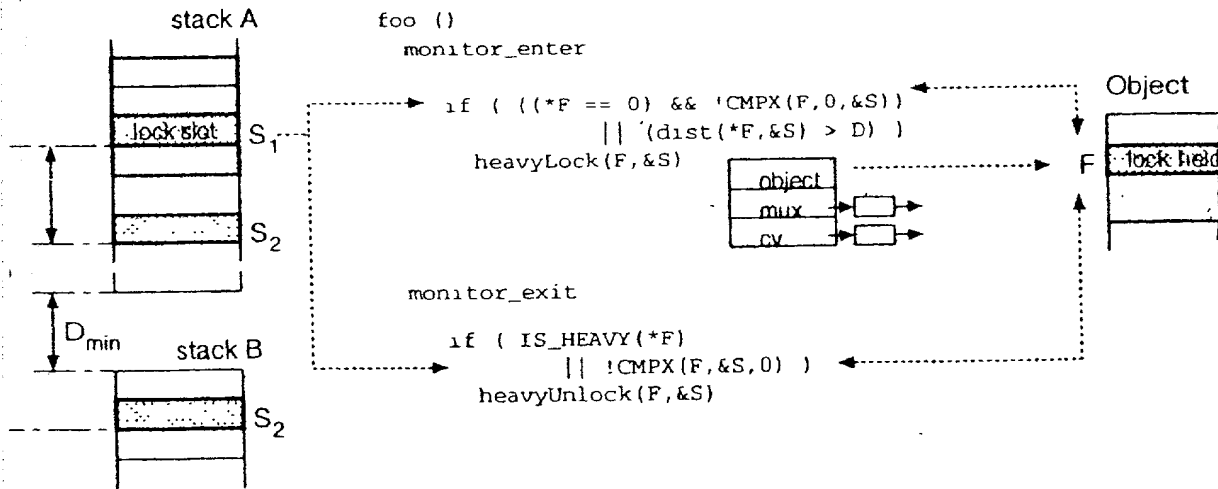 stack A
foo ()
monitor_enter
if ( ((*F == 0) && !CMPX(F,0,&S))
|| (dist(*F,&S) > D) )
heavyLock(F,&S)
lock slot
S1
S2
object
mux
cv
Object
F
lock field
monitor_exit
if ( IS_HEAVY(*F)
|| !CMPX(F,&S,0) )
heavyUnlock(F,&S)
Dmin
stack B
S2